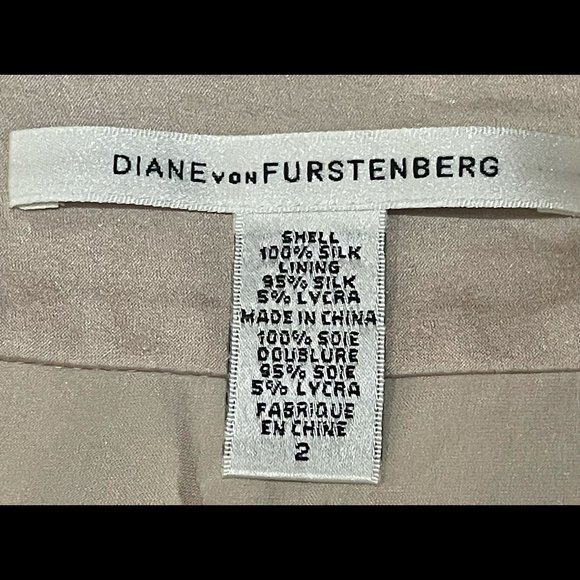 DIANE VON FURSTENBERG
SHELL
100% SILK
LINING
95% SILK
5% LYCRA
MADE IN CHINA
100% SOIE
DOUBLURE
95% SOIE
5% LYCRA
FABRIQUE
EN CHINE
2